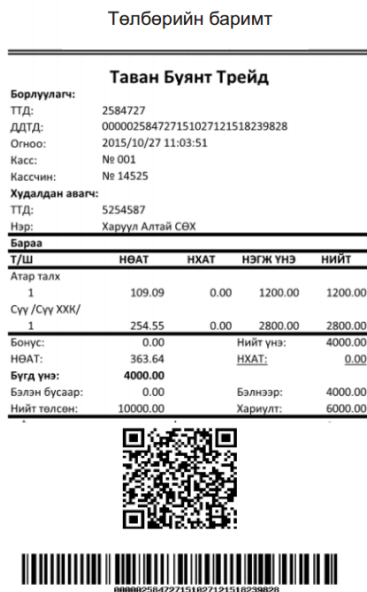 Төлбөрийн баримт
Таван Буянт Трейд
Борлуулагч:
ТТД: 2584727
ДДТД: 000002584727151027121518239828
Огноо: 2015/10/27 11:03:51
Касс: № 001
Кассчин: № 14525
Худалдан авагч:
ТТД: 5254587
Нэр: Харуул Алтай СӨХ
Бараа
Т/Ш НӨАТ НХАТ НЭГЖ ҮНЭ НИЙТ
Атар талх
1 109.09 0.00 1200.00 1200.00
Сүү /Сүү ХХК/
1 254.55 0.00 2800.00 2800.00
Бонус: 0.00 Нийт үнэ: 4000.00
НӨАТ: 363.64 НХАТ: 0.00
Бүгд үнэ: 4000.00
Бэлэн бусаар: 0.00 Бэлнээр: 4000.00
Нийт төлсөн: 10000.00 Хариулт: 6000.00
000002584727151027121518239828